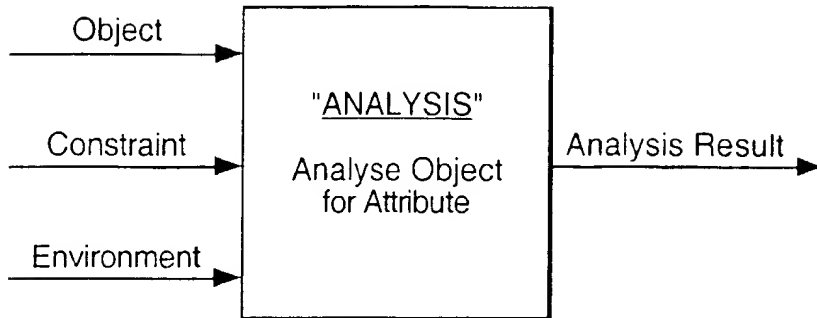 Object
Constraint
Environment
"ANALYSIS"
Analyse Object
for Attribute
Analysis Result